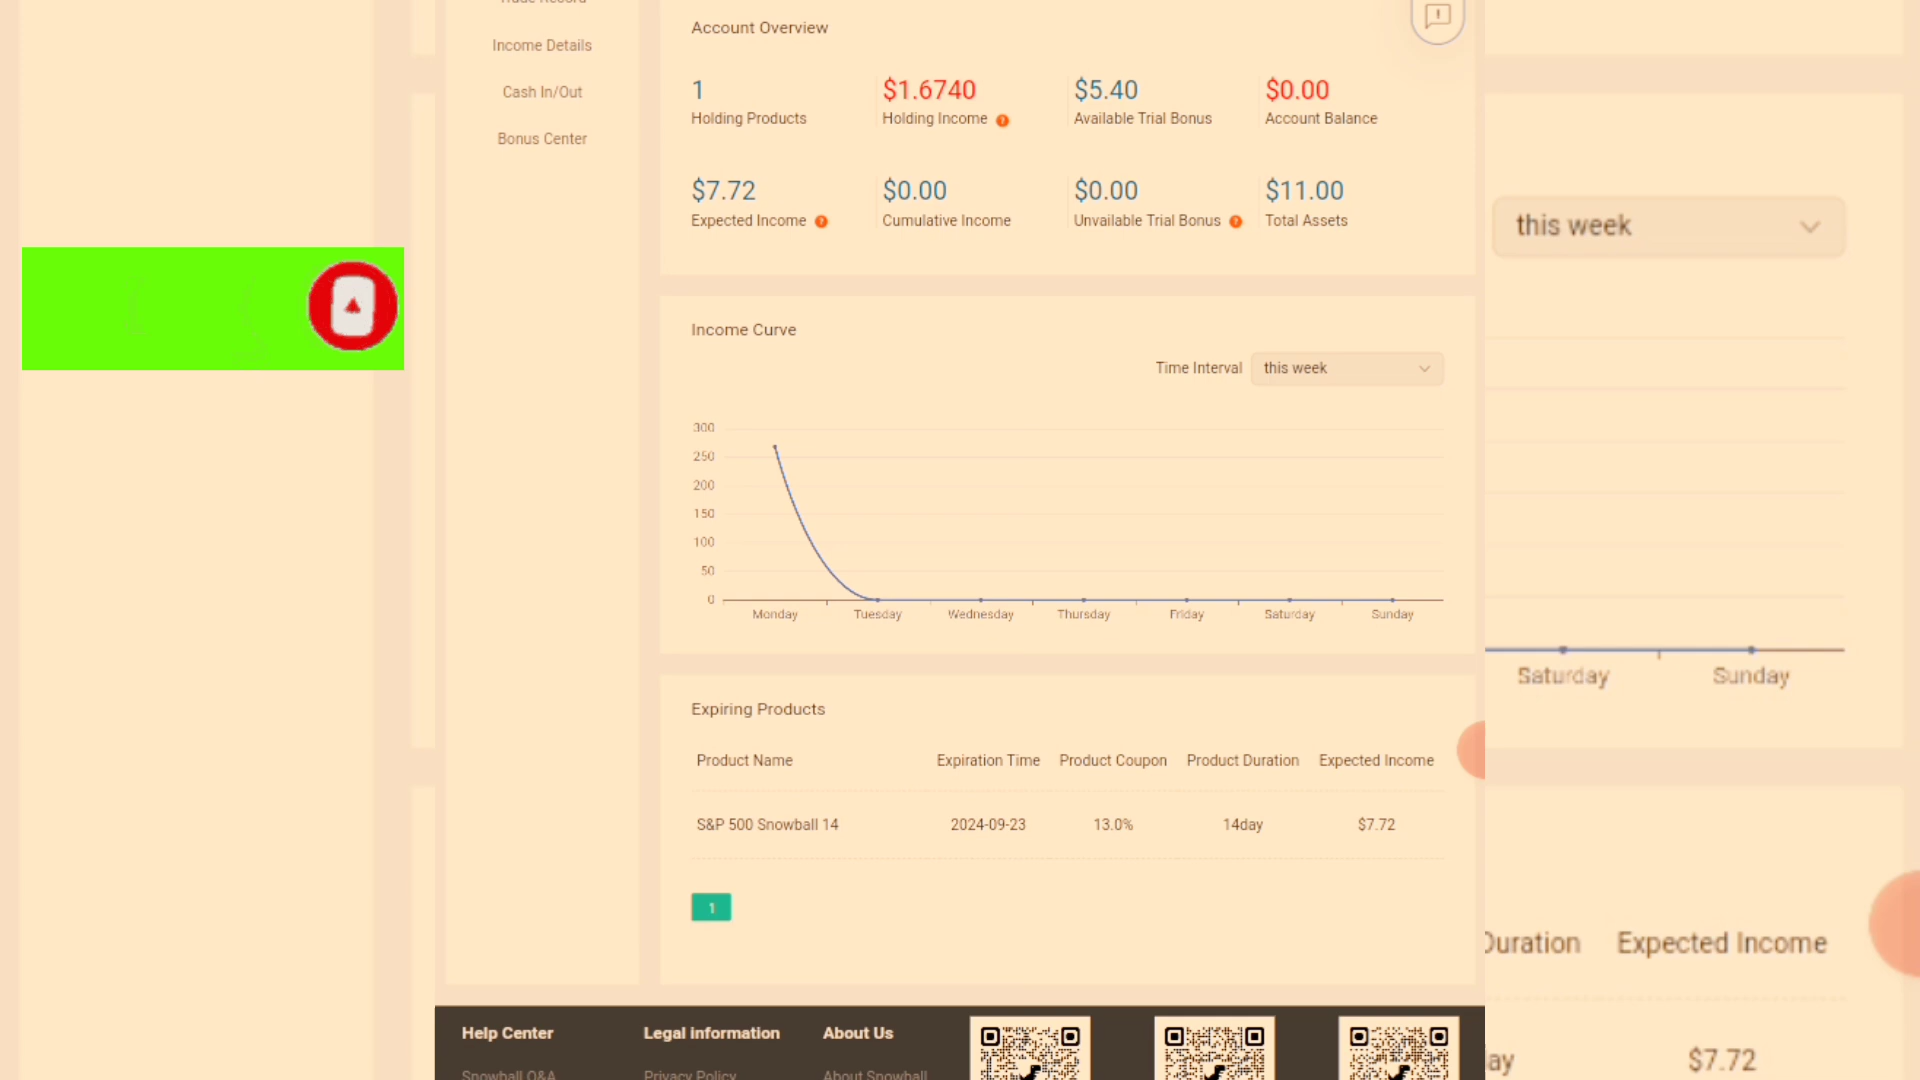 Trade Record
Income Details
Cash In/Out
Bonus Center
Account Overview
1
Holding Products
$1.6740
Holding Income
$5.40
Available Trial Bonus
$0.00
Account Balance
$7.72
Expected Income
$0.00
Cumulative Income
$0.00
Unvailable Trial Bonus
$11.00
Total Assets
Income Curve
Time Interval this week
300
250
200
150
100
50
0
Monday Tuesday Wednesday Thursday Friday Saturday Sunday
Expiring Products
Product Name Expiration Time Product Coupon Product Duration Expected Income
S&P 500 Snowball 14 2024-09-23 13.0% 14day $7.72
1
Help Center Legal information About Us
Snowball Q&A Privacy Policy About Snowball
this week
Saturday Sunday
Duration Expected Income
ay $7.72